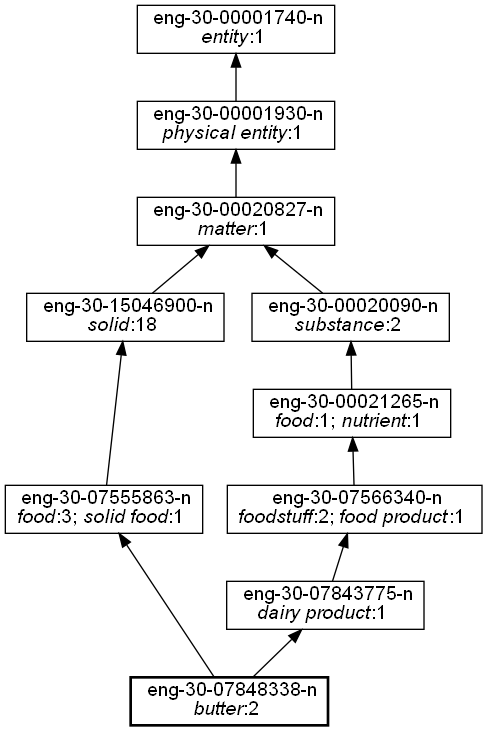 eng-30-00001740-n
entity:1
eng-30-00001930-n
physical entity:1
eng-30-00020827-n
matter:1
eng-30-15046900-n
solid:18
eng-30-00020090-n
substance:2
eng-30-00021265-n
food:1; nutrient:1
eng-30-07555863-n
food:3; solid food:1
eng-30-07566340-n
foodstuff:2; food product:1
eng-30-07843775-n
dairy product:1
eng-30-07848338-n
butter:2